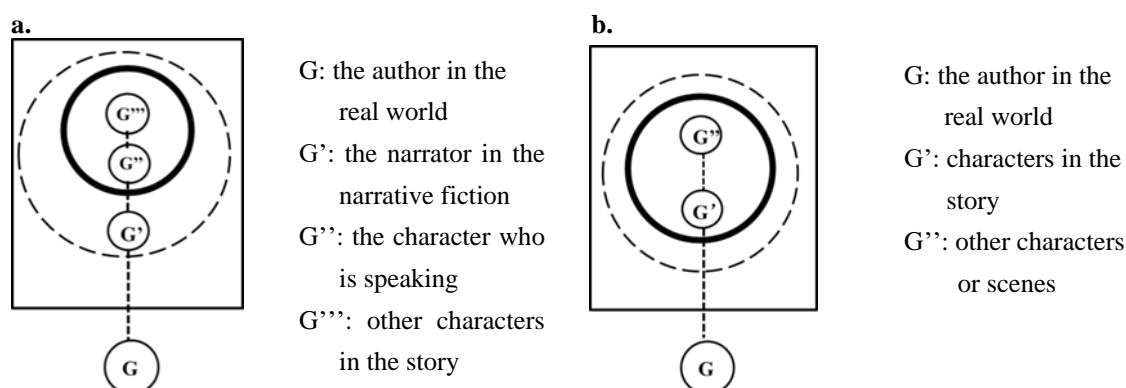 a.
G'''
G''
G'
G
G: the author in the
real world
G’: the narrator in the
narrative fiction
G’’: the character who
is speaking
G’’’: other characters
in the story
b.
G''
G'
G
G: the author in the
real world
G’: characters in the
story
G’’: other characters
or scenes